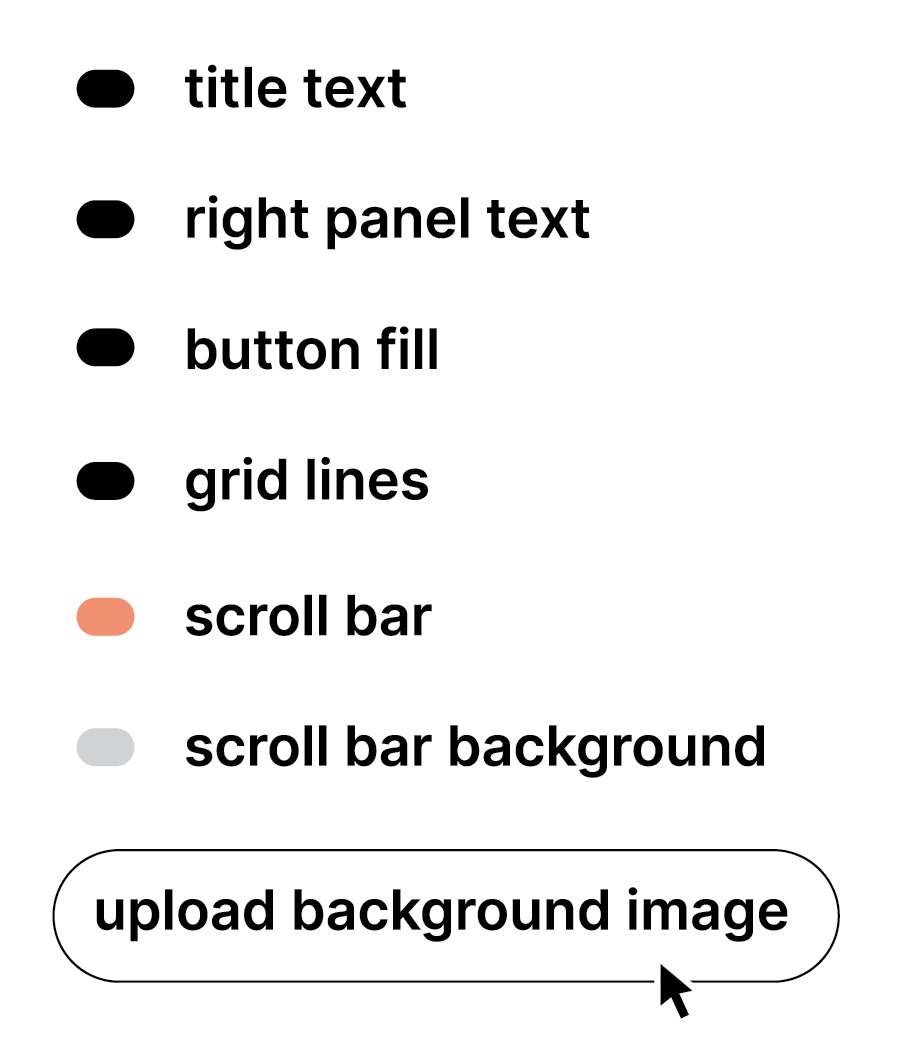 title text
right panel text
button fill
grid lines
scroll bar
scroll bar background
upload background image